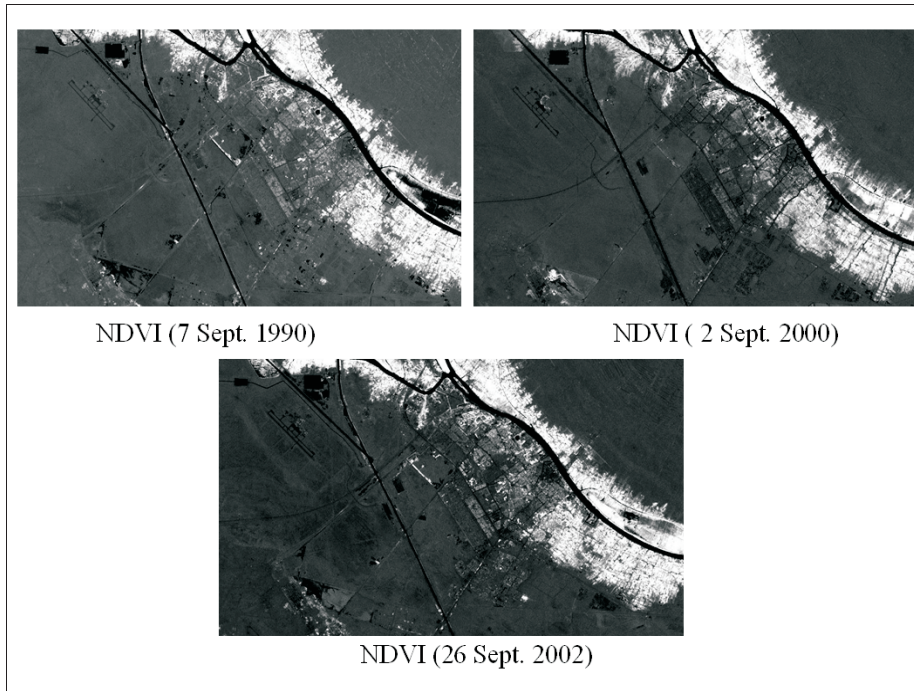 NDVI (7 Sept. 1990)
NDVI ( 2 Sept. 2000)
NDVI (26 Sept. 2002)